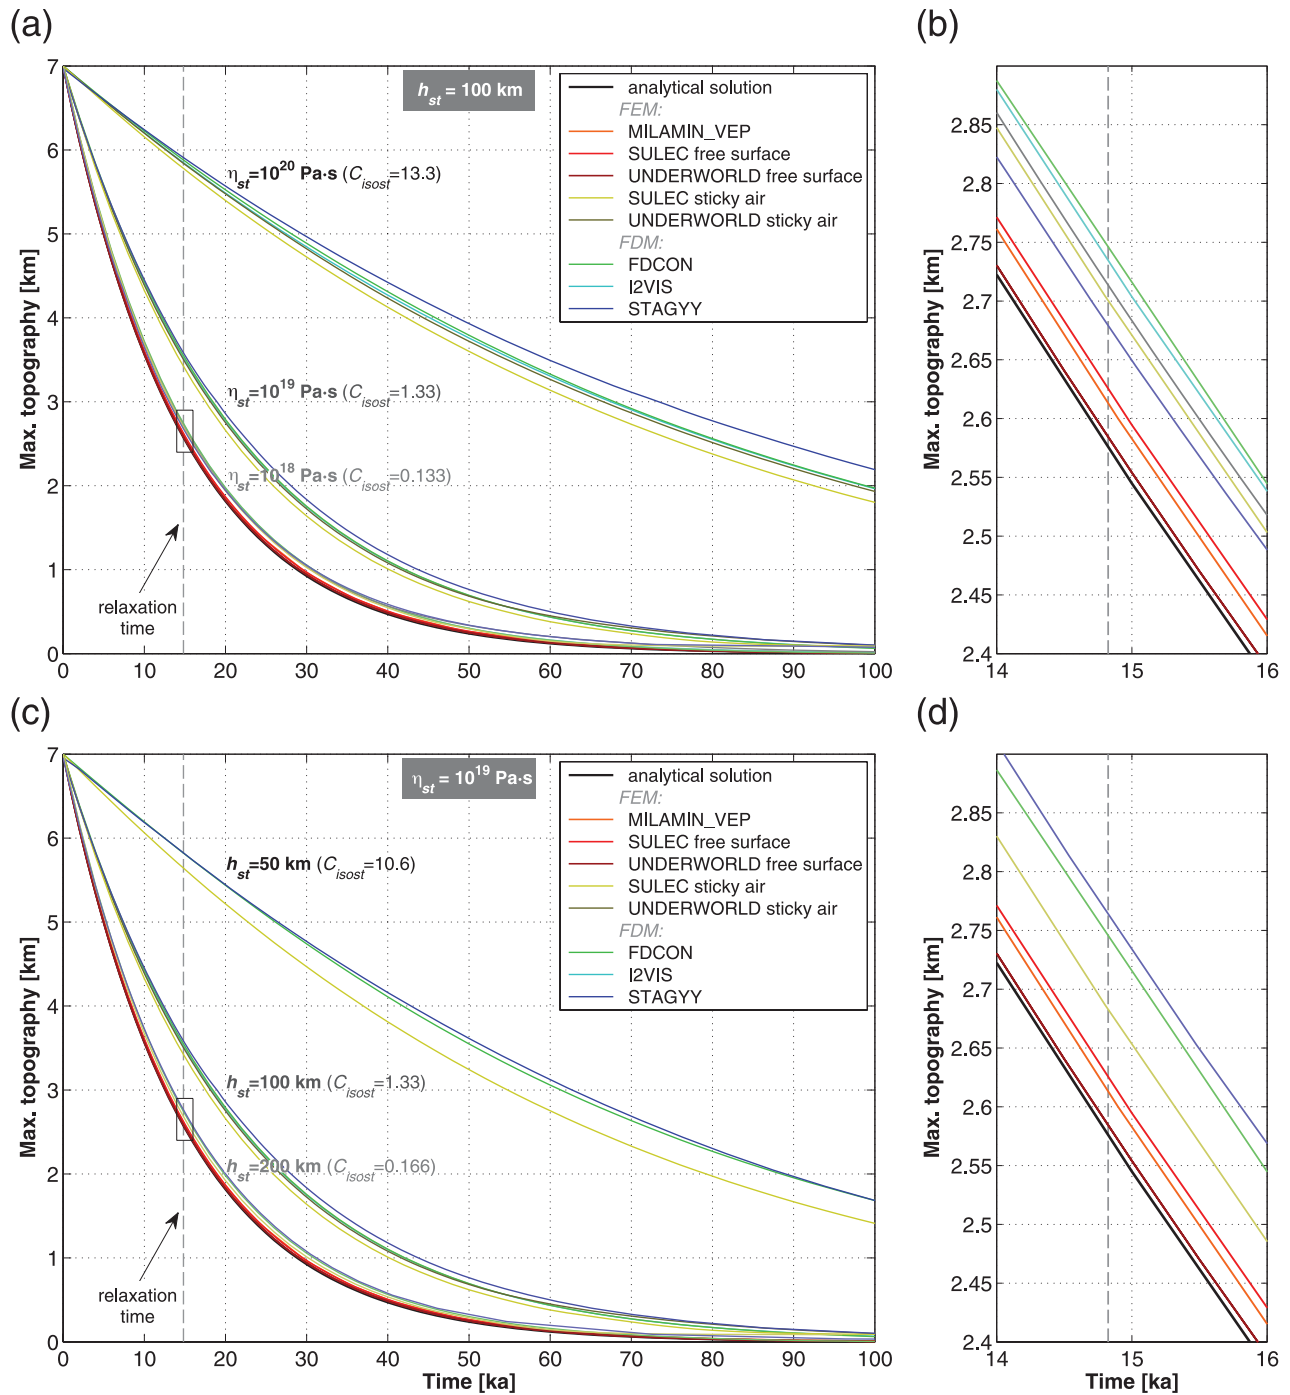 (a)
(b)
7
6
5
4
3
2
1
0
Max. topography [km]
h_st = 100 km
analytical solution
FEM:
MILAMIN_VEP
SULEC free surface
UNDERWORLD free surface
SULEC sticky air
UNDERWORLD sticky air
FDM:
FDCON
I2VIS
STAGYY
η_st=10^20 Pa·s (C_isost=13.3)
η_st=10^19 Pa·s (C_isost=1.33)
η_st=10^18 Pa·s (C_isost=0.133)
relaxation
time
0 10 20 30 40 50 60 70 80 90 100
2.85
2.8
2.75
2.7
2.65
2.6
2.55
2.5
2.45
2.4
Max. topography [km]
14 15 16
(c)
(d)
7
6
5
4
3
2
1
0
Max. topography [km]
η_st = 10^19 Pa·s
analytical solution
FEM:
MILAMIN_VEP
SULEC free surface
UNDERWORLD free surface
SULEC sticky air
UNDERWORLD sticky air
FDM:
FDCON
I2VIS
STAGYY
h_st=50 km (C_isost=10.6)
h_st=100 km (C_isost=1.33)
h_st=200 km (C_isost=0.166)
relaxation
time
0 10 20 30 40 50 60 70 80 90 100
Time [ka]
2.85
2.8
2.75
2.7
2.65
2.6
2.55
2.5
2.45
2.4
Max. topography [km]
14 15 16
Time [ka]